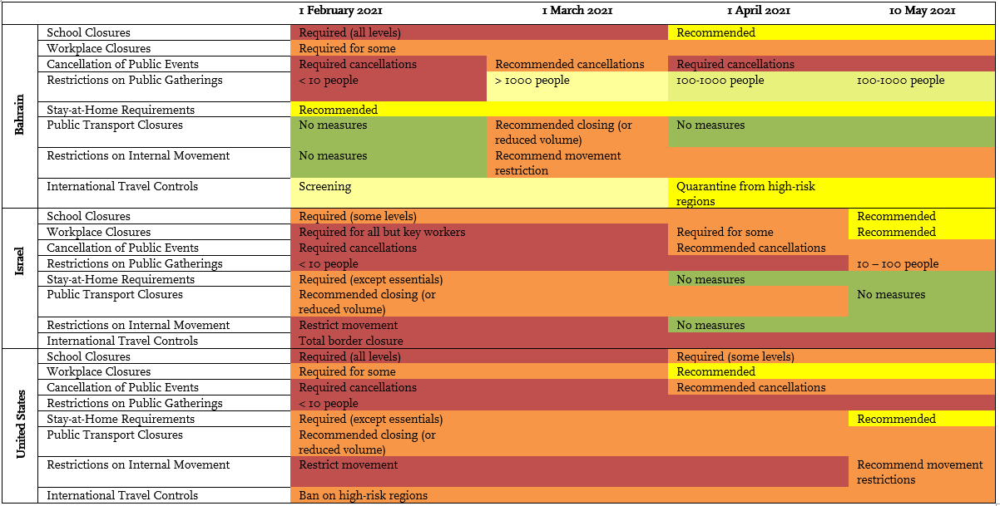 1 February 2021 1 March 2021 1 April 2021 10 May 2021
Bahrain
School Closures Required (all levels) Recommended
Workplace Closures Required for some
Cancellation of Public Events Required cancellations Recommended cancellations Required cancellations
Restrictions on Public Gatherings < 10 people > 1000 people 100-1000 people 100-1000 people
Stay-at-Home Requirements Recommended
Public Transport Closures No measures Recommended closing (or No measures
reduced volume)
Restrictions on Internal Movement No measures Recommend movement
restriction
International Travel Controls Screening Quarantine from high-risk
regions
Israel
School Closures Required (some levels) Recommended
Workplace Closures Required for all but key workers Required for some Recommended
Cancellation of Public Events Required cancellations Recommended cancellations
Restrictions on Public Gatherings < 10 people 10 – 100 people
Stay-at-Home Requirements Required (except essentials) No measures
Public Transport Closures Recommended closing (or No measures
reduced volume)
Restrictions on Internal Movement Restrict movement No measures
International Travel Controls Total border closure
United States
School Closures Required (all levels) Required (some levels)
Workplace Closures Required for some Recommended
Cancellation of Public Events Required cancellations Recommended cancellations
Restrictions on Public Gatherings < 10 people
Stay-at-Home Requirements Required (except essentials) Recommended
Public Transport Closures Recommended closing (or
reduced volume)
Restrictions on Internal Movement Restrict movement Recommend movement
restrictions
International Travel Controls Ban on high-risk regions